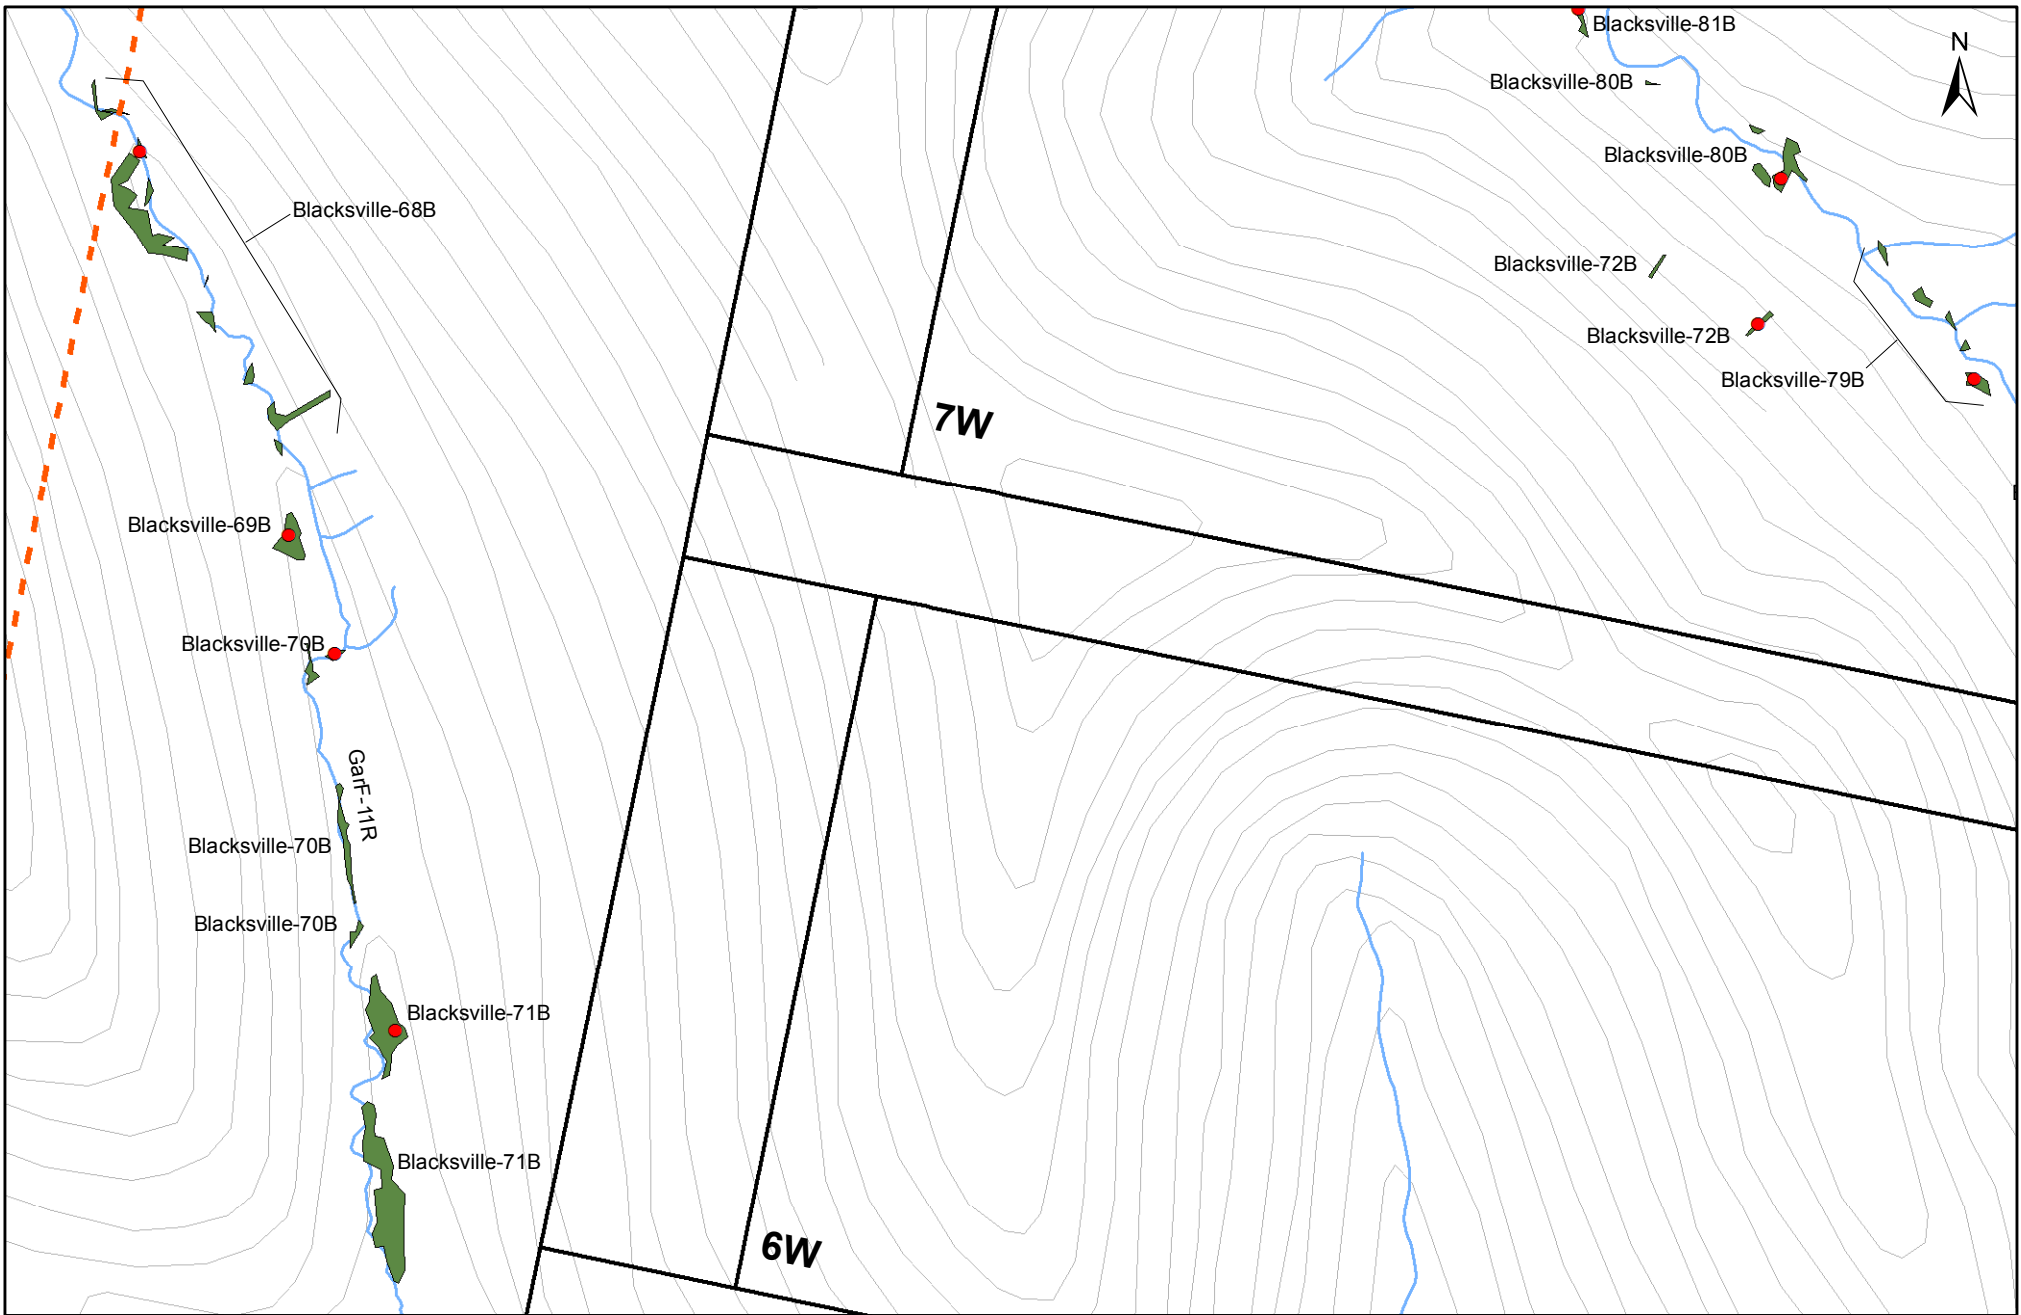 Blacksville-81B
N
Blacksville-80B
Blacksville-80B
Blacksville-68B
Blacksville-72B
Blacksville-72B
Blacksville-79B
7W
Blacksville-69B
Blacksville-70B
GarF-11R
Blacksville-70B
Blacksville-70B
Blacksville-71B
Blacksville-71B
6W